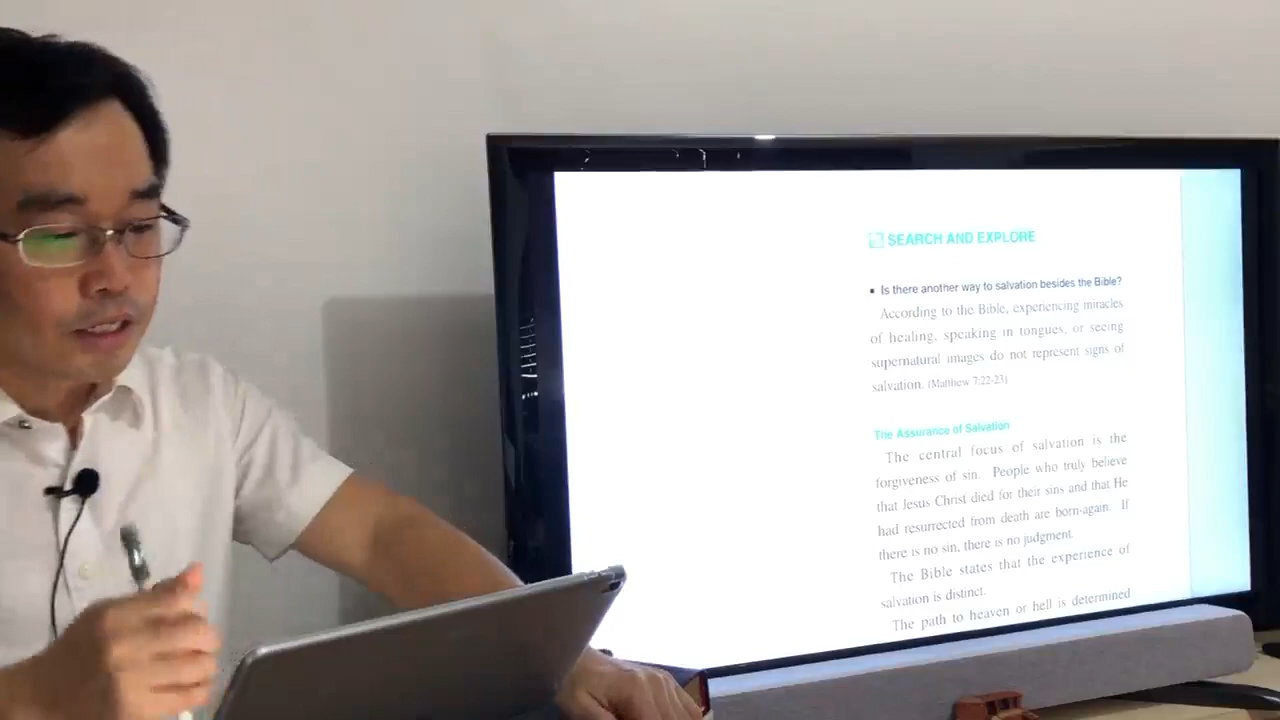 SEARCH AND EXPLORE
▪ Is there another way to salvation besides the Bible?
According to the Bible, experiencing miracles
of healing, speaking in tongues, or seeing
supernatural images do not represent signs of
salvation. (Matthew 7:22-23)
The Assurance of Salvation
The central focus of salvation is the
forgiveness of sin. People who truly believe
that Jesus Christ died for their sins and that He
had resurrected from death are born-again. If
there is no sin, there is no judgment.
The Bible states that the experience of
salvation is distinct.
The path to heaven or hell is determined